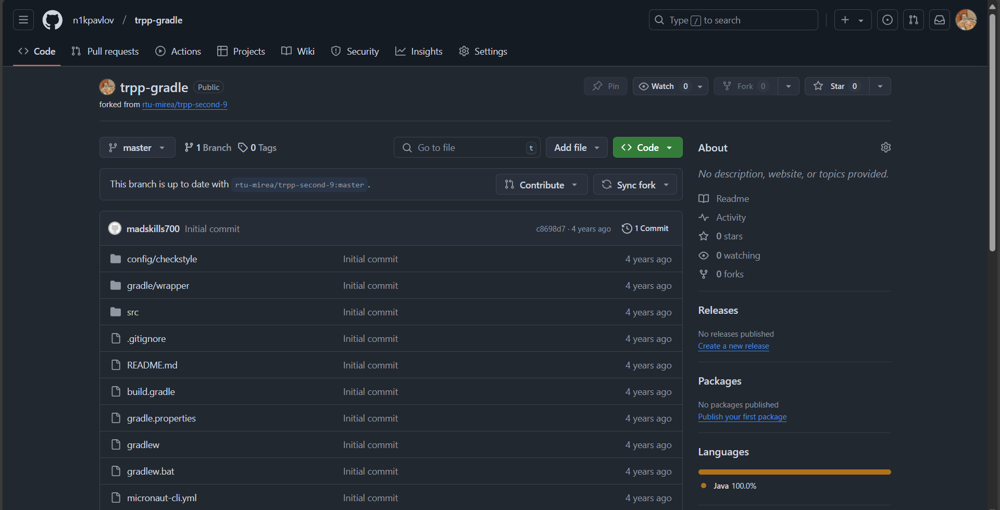 n1kpavlov / trpp-gradle
Type / to search
Code Pull requests Actions Projects Wiki Security Insights Settings
trpp-gradle Public
Pin Watch 0 Fork 0 Star 0
forked from rtu-mirea/trpp-second-9
master 1 Branch 0 Tags
Go to file t Add file Code
This branch is up to date with rtu-mirea/trpp-second-9:master .
Contribute Sync fork
madskills700 Initial commit c8698d7 · 4 years ago 1 Commit
config/checkstyle Initial commit 4 years ago
gradle/wrapper Initial commit 4 years ago
src Initial commit 4 years ago
.gitignore Initial commit 4 years ago
README.md Initial commit 4 years ago
build.gradle Initial commit 4 years ago
gradle.properties Initial commit 4 years ago
gradlew Initial commit 4 years ago
gradlew.bat Initial commit 4 years ago
micronaut-cli.yml Initial commit 4 years ago
About
No description, website, or topics provided.
Readme
Activity
0 stars
0 watching
0 forks
Releases
No releases published
Create a new release
Packages
No packages published
Publish your first package
Languages
Java 100.0%